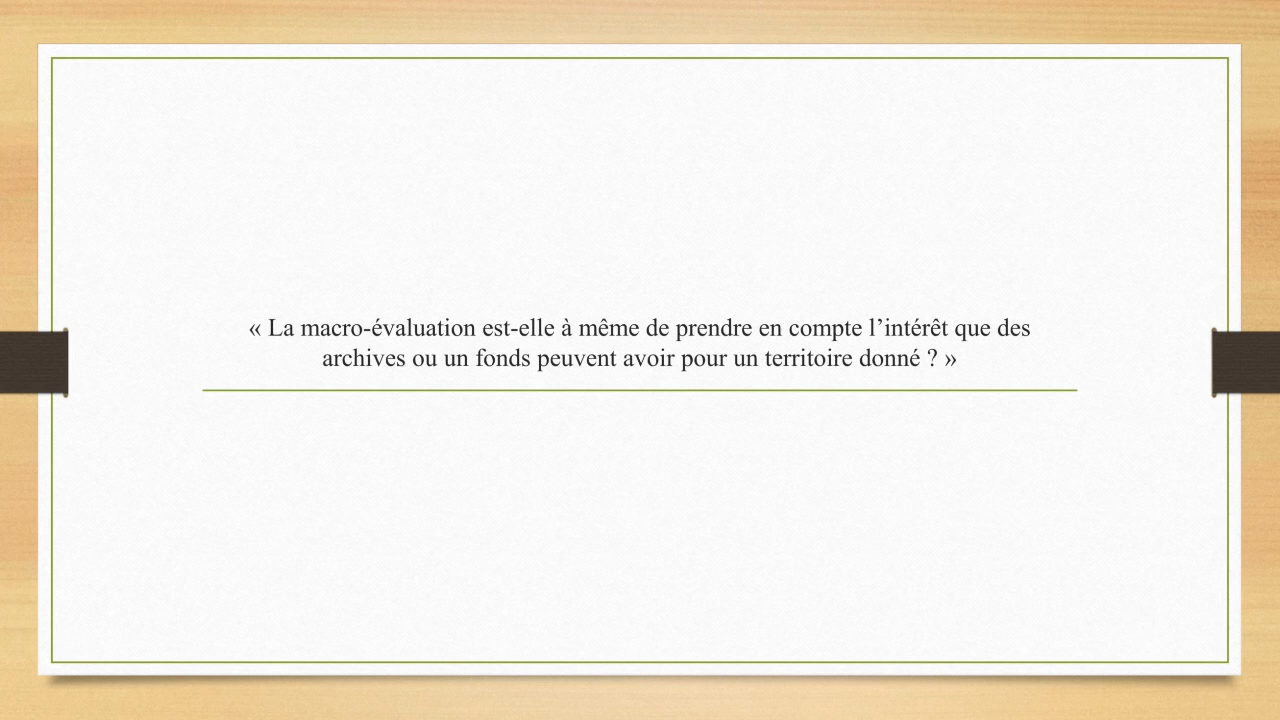 « La macro-évaluation est-elle à même de prendre en compte l’intérêt que des
archives ou un fonds peuvent avoir pour un territoire donné ? »